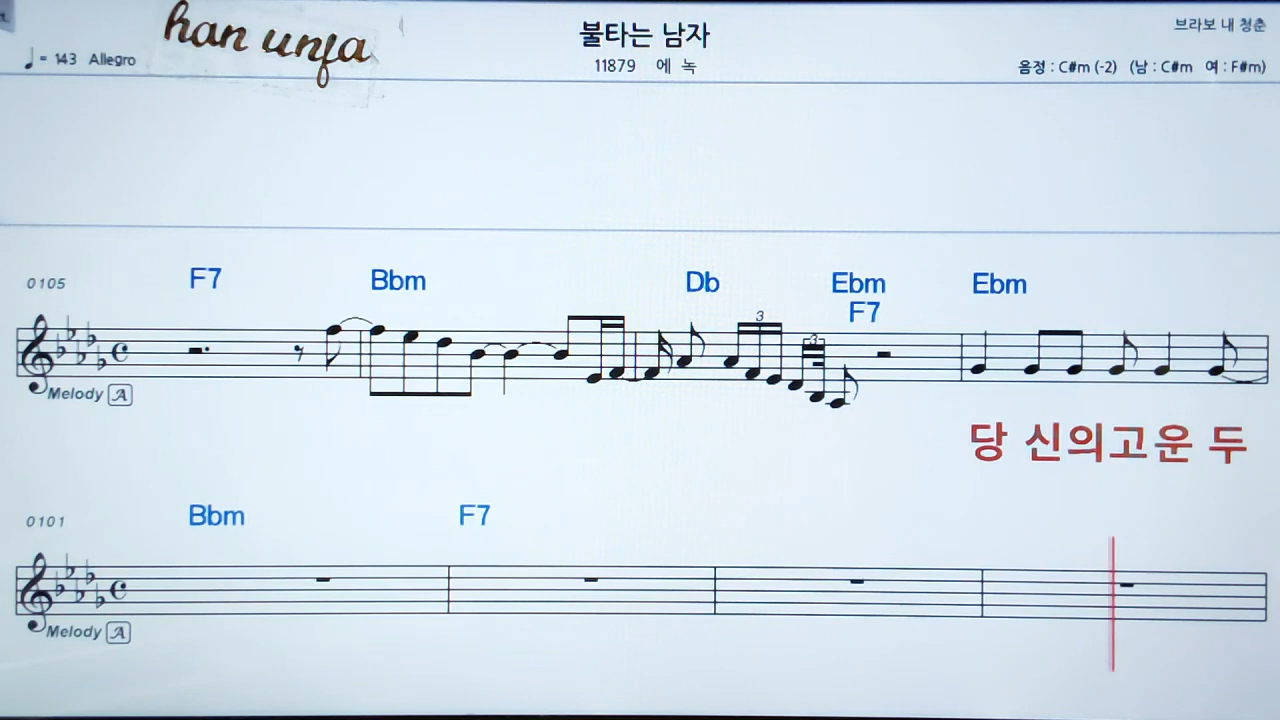 han unja
불타는 남자
브라보 내 청춘
♩= 143 Allegro
11879 에 녹
음정 : C#m (-2) (남 : C#m 여 : F#m)
0105
F7 Bbm Db Ebm Ebm
F7
3 3
Melody A
당 신의고운 두
0101
Bbm F7
Melody A